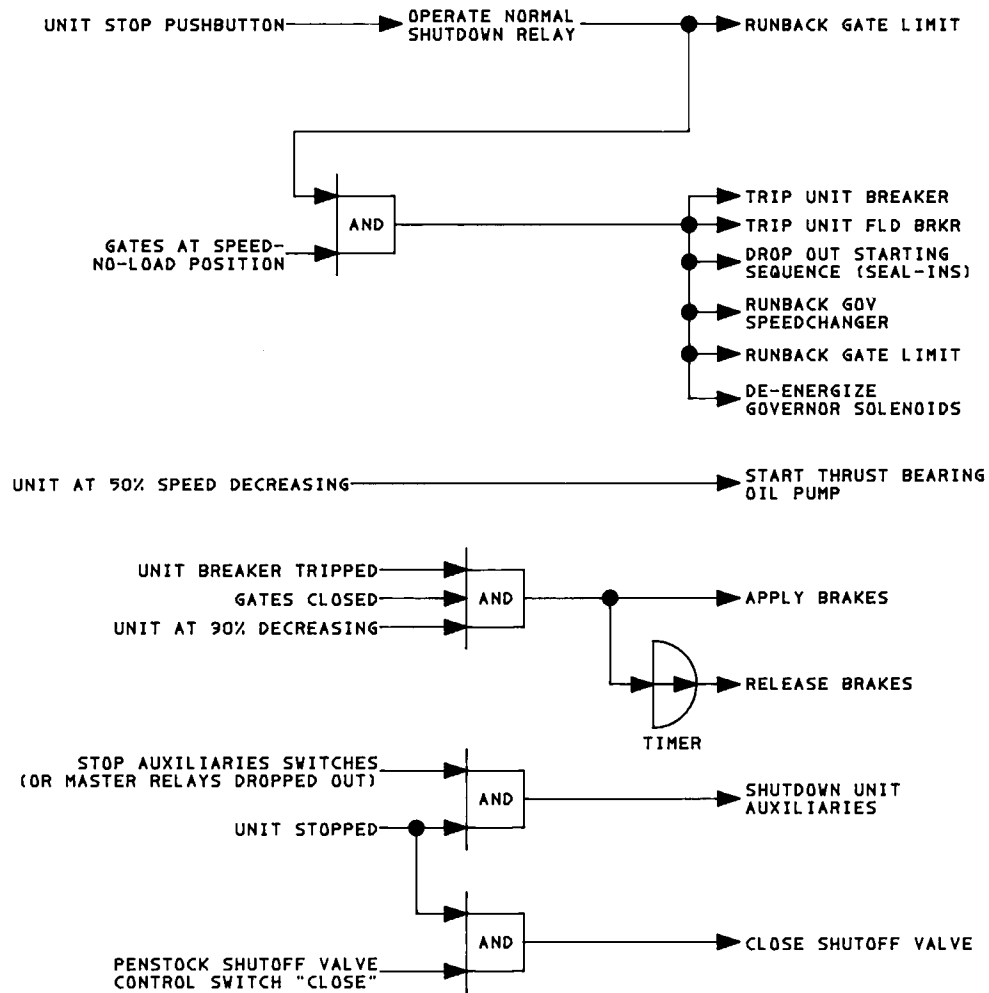 UNIT STOP PUSHBUTTON
OPERATE NORMAL
SHUTDOWN RELAY
RUNBACK GATE LIMIT
GATES AT SPEED-
NO-LOAD POSITION
AND
TRIP UNIT BREAKER
TRIP UNIT FLD BRKR
DROP OUT STARTING
SEQUENCE (SEAL-INS)
RUNBACK GOV
SPEEDCHANGER
RUNBACK GATE LIMIT
DE-ENERGIZE
GOVERNOR SOLENOIDS
UNIT AT 50% SPEED DECREASING
START THRUST BEARING
OIL PUMP
UNIT BREAKER TRIPPED
GATES CLOSED
UNIT AT 90% DECREASING
AND
APPLY BRAKES
RELEASE BRAKES
TIMER
STOP AUXILIARIES SWITCHES
(OR MASTER RELAYS DROPPED OUT)
UNIT STOPPED
AND
SHUTDOWN UNIT
AUXILIARIES
PENSTOCK SHUTOFF VALVE
CONTROL SWITCH "CLOSE"
AND
CLOSE SHUTOFF VALVE